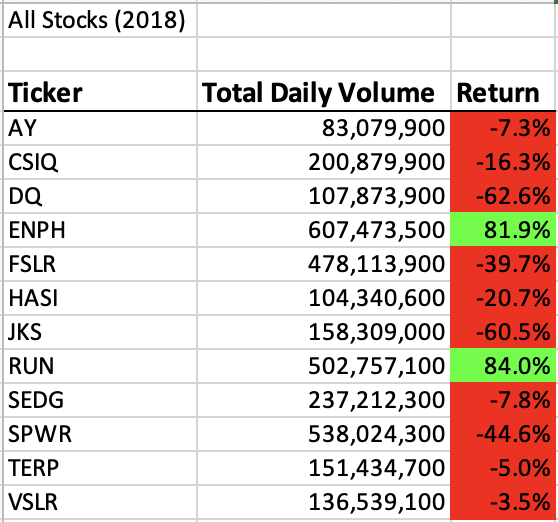 All Stocks (2018)
Ticker Total Daily Volume Return
AY 83,079,900 -7.3%
CSIQ 200,879,900 -16.3%
DQ 107,873,900 -62.6%
ENPH 607,473,500 81.9%
FSLR 478,113,900 -39.7%
HASI 104,340,600 -20.7%
JKS 158,309,000 -60.5%
RUN 502,757,100 84.0%
SEDG 237,212,300 -7.8%
SPWR 538,024,300 -44.6%
TERP 151,434,700 -5.0%
VSLR 136,539,100 -3.5%